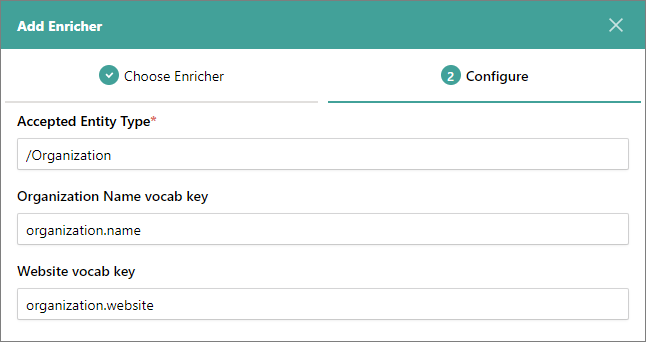 Add Enricher
Choose Enricher
2 Configure
Accepted Entity Type*
/Organization
Organization Name vocab key
organization.name
Website vocab key
organization.website